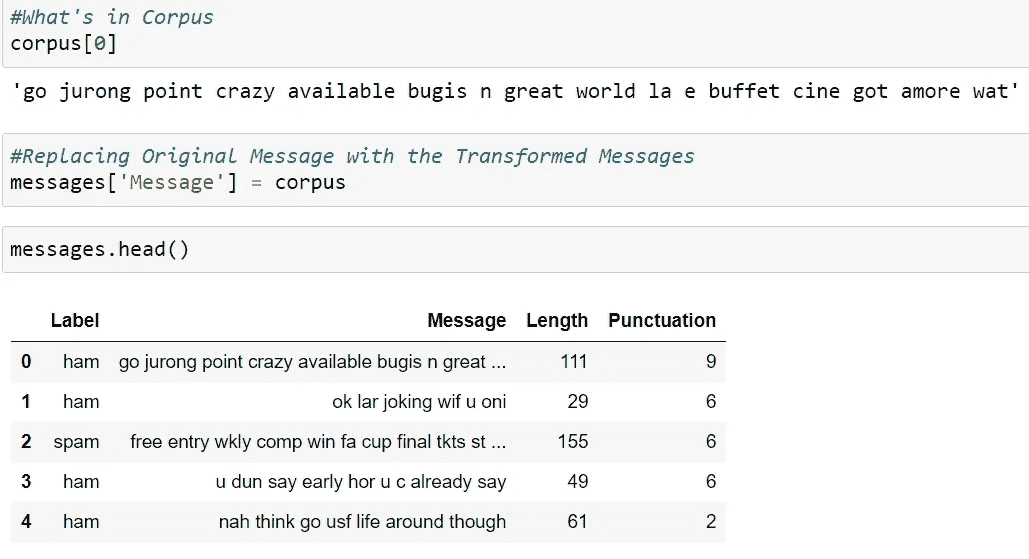 #What's in Corpus
corpus[0]
'go jurong point crazy available bugis n great world la e buffet cine got amore wat'
#Replacing Original Message with the Transformed Messages
messages['Message'] = corpus
messages.head()
Label Message Length Punctuation
0 ham go jurong point crazy available bugis n great ... 111 9
1 ham ok lar joking wif u oni 29 6
2 spam free entry wkly comp win fa cup final tkts st ... 155 6
3 ham u dun say early hor u c already say 49 6
4 ham nah think go usf life around though 61 2